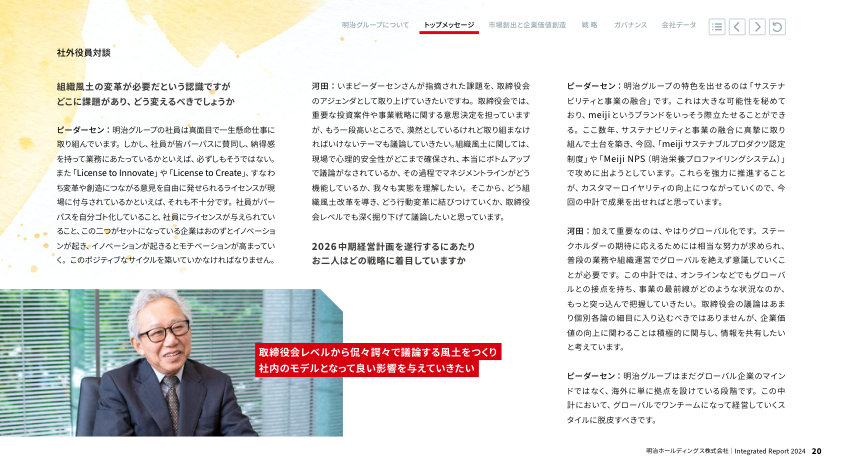 明治グループについて トップメッセージ 市場創出と企業価値創造 戦 略 ガバナンス 会社データ
社外役員対談
組織風土の変革が必要だという認識ですが
どこに課題があり、どう変えるべきでしょうか
ピーダーセン：明治グループの社員は真面目で一生懸命仕事に
取り組んでいます。しかし、社員が皆パーパスに賛同し、納得感
を持って業務にあたっているかといえば、必ずしもそうではない。
また「License to Innovate」や「License to Create」、すなわ
ち変革や創造につながる意見を自由に発せられるライセンスが現
場に付与されているかといえば、それも不十分です。社員がパー
パスを自分ゴト化していること、社員にライセンスが与えられてい
ること、この二つがセットになっている企業はおのずとイノベーショ
ンが起き、イノベーションが起きるとモチベーションが高まってい
く。このポジティブなサイクルを築いていかなければなりません。
河田：いまピーダーセンさんが指摘された課題を、取締役会
のアジェンダとして取り上げていきたいですね。取締役会では、
重要な投資案件や事業戦略に関する意思決定を担っています
が、もう一段高いところで、漠然としているけれど取り組まなけ
ればいけないテーマも議論していきたい。組織風土に関しては、
現場で心理的安全性がどこまで確保され、本当にボトムアップ
で議論がなされているか、その過程でマネジメントラインがどう
機能しているか、我々も実態を理解したい。そこから、どう組
織風土改革を導き、どう行動変革に結びつけていくか、取締役
会レベルでも深く掘り下げて議論したいと思っています。
2026中期経営計画を遂行するにあたり
お二人はどの戦略に着目していますか
取締役会レベルから侃々諤々で議論する風土をつくり
社内のモデルとなって良い影響を与えていきたい
ピーダーセン：明治グループの特色を出せるのは「サステナ
ビリティと事業の融合」です。これは大きな可能性を秘めて
おり、meijiというブランドをいっそう際立たせることができ
る。ここ数年、サステナビリティと事業の融合に真摯に取り
組んで土台を築き、今回、「meijiサステナブルプロダクツ認定
制度」や「Meiji NPS（明治栄養プロファイリングシステム）」
で攻めに出ようとしています。これらを強力に推進すること
が、カスタマーロイヤリティの向上につながっていくので、今
回の中計で成果を出せればと思っています。
河田：加えて重要なのは、やはりグローバル化です。ステー
クホルダーの期待に応えるためには相当な努力が求められ、
普段の業務や組織運営でグローバルを絶えず意識していくこ
とが必要です。この中計では、オンラインなどでもグローバ
ルとの接点を持ち、事業の最前線がどのような状況なのか、
もっと突っ込んで把握していきたい。取締役会の議論はあま
り個別各論の細目に入り込むべきではありませんが、企業価
値の向上に関わることは積極的に関与し、情報を共有したい
と考えています。
ピーダーセン：明治グループはまだグローバル企業のマイン
ドではなく、海外に単に拠点を設けている段階です。この中
計において、グローバルでワンチームになって経営していくス
タイルに脱皮すべきです。
明治ホールディングス株式会社 | Integrated Report 2024 20